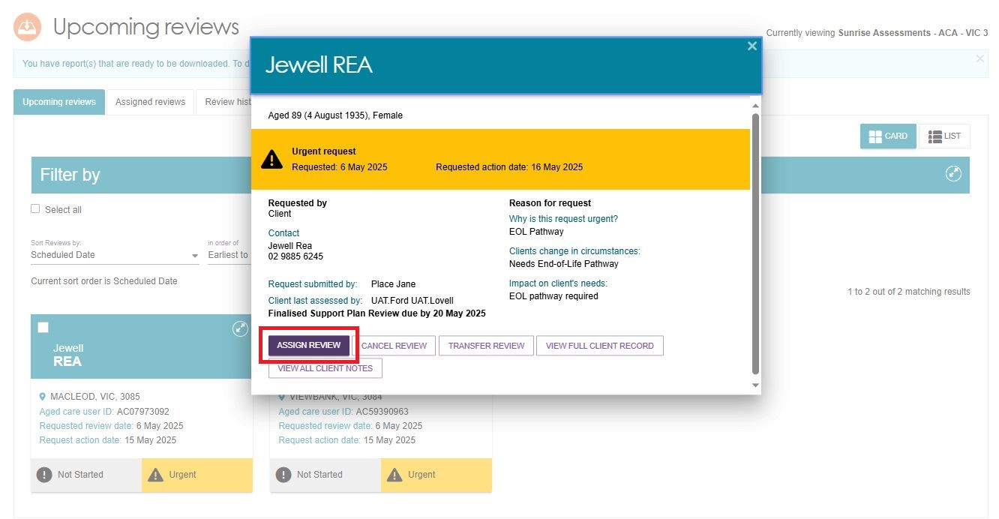 Upcoming reviews
Currently viewing Sunrise Assessments - ACA - VIC 3
You have report(s) that are ready to be downloaded. To d
Upcoming reviews
Assigned reviews
Review hist
CARD
LIST
Filter by
Select all
Sort Reviews by:
Scheduled Date
in order of
Earliest to
Current sort order is Scheduled Date
1 to 2 out of 2 matching results
Jewell REA
Aged 89 (4 August 1935), Female
Urgent request
Requested: 6 May 2025 Requested action date: 16 May 2025
Requested by
Client
Contact
Jewell Rea
02 9885 6245
Request submitted by: Place Jane
Client last assessed by: UAT.Ford UAT.Lovell
Finalised Support Plan Review due by 20 May 2025
Reason for request
Why is this request urgent?
EOL Pathway
Clients change in circumstances:
Needs End-of-Life Pathway
Impact on client's needs:
EOL pathway required
ASSIGN REVIEW
CANCEL REVIEW
TRANSFER REVIEW
VIEW FULL CLIENT RECORD
VIEW ALL CLIENT NOTES
Jewell
REA
MACLEOD, VIC, 3085
Aged care user ID: AC07973092
Requested review date: 6 May 2025
Request action date: 15 May 2025
Not Started
Urgent
VIEWBANK, VIC, 3084
Aged care user ID: AC59390963
Requested review date: 6 May 2025
Request action date: 15 May 2025
Not Started
Urgent